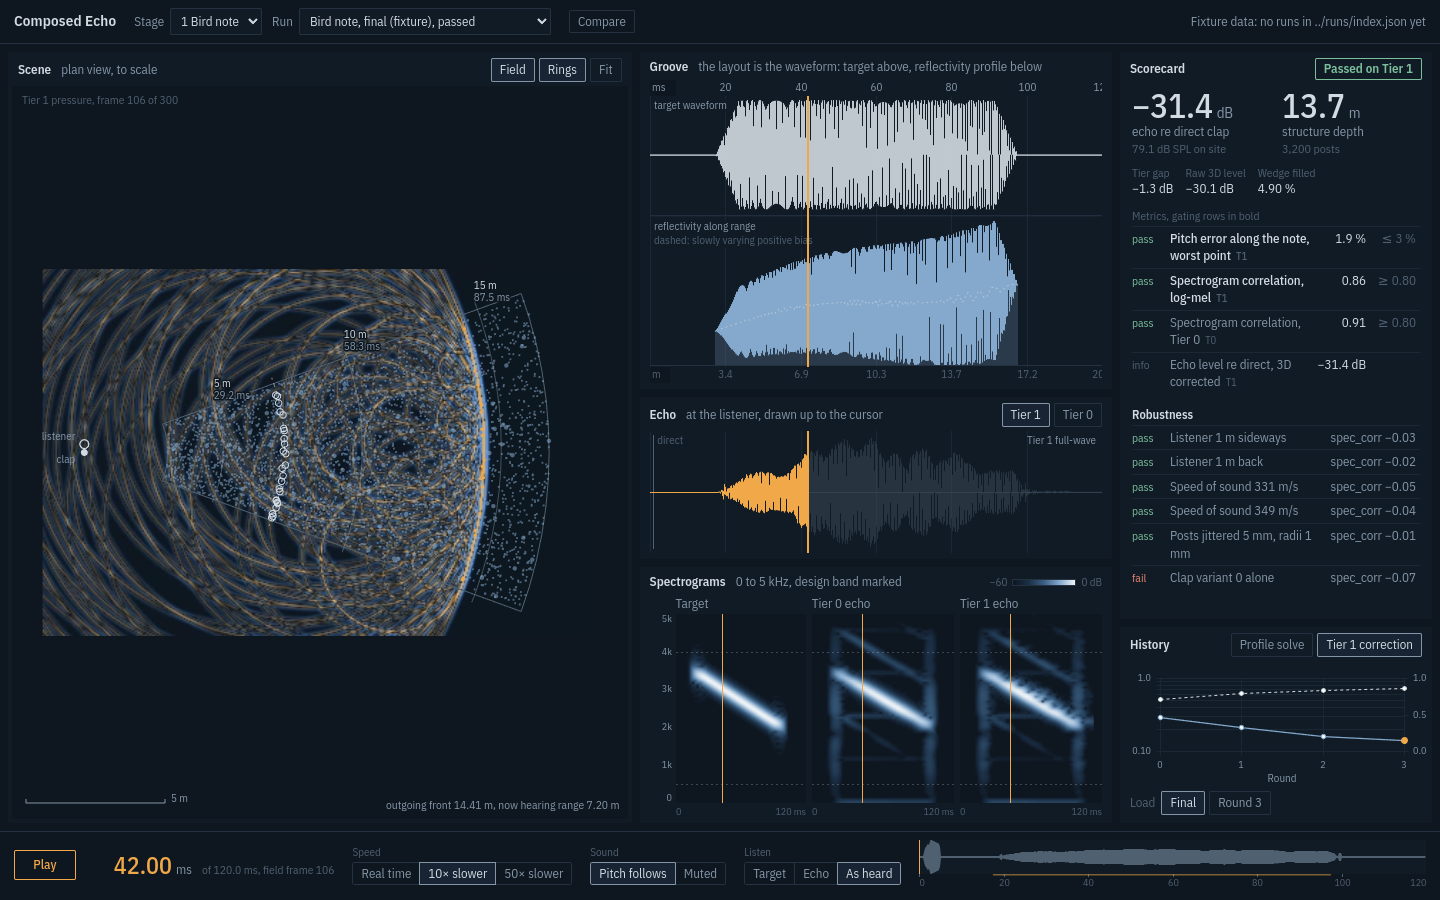 Composed Echo
Stage
1 Bird note
Run
Bird note, final (fixture), passed
Compare
Fixture data: no runs in ../runs/index.json yet
Scene plan view, to scale
Field
Rings
Fit
Tier 1 pressure, frame 106 of 300
15 m
87.5 ms
10 m
58.3 ms
5 m
29.2 ms
listener
clap
5 m
outgoing front 14.41 m, now hearing range 7.20 m
Groove the layout is the waveform: target above, reflectivity profile below
ms 20 40 60 80 100 12
target waveform
reflectivity along range
dashed: slowly varying positive bias
m 3.4 6.9 10.3 13.7 17.2 20
Echo at the listener, drawn up to the cursor
Tier 1
Tier 0
direct
Tier 1 full-wave
Spectrograms 0 to 5 kHz, design band marked
−60 0 dB
Target
Tier 0 echo
Tier 1 echo
5k
4k
3k
2k
1k
0
0 120 ms
0 120 ms
0 120 ms
Scorecard
Passed on Tier 1
−31.4 dB
echo re direct clap
79.1 dB SPL on site
13.7 m
structure depth
3,200 posts
Tier gap
−1.3 dB
Raw 3D level
−30.1 dB
Wedge filled
4.90 %
Metrics, gating rows in bold
pass Pitch error along the note, 1.9 % ≤ 3 %
worst point T1
pass Spectrogram correlation, 0.86 ≥ 0.80
log-mel T1
pass Spectrogram correlation, 0.91 ≥ 0.80
Tier 0 T0
info Echo level re direct, 3D −31.4 dB
corrected T1
Robustness
pass Listener 1 m sideways spec_corr −0.03
pass Listener 1 m back spec_corr −0.02
pass Speed of sound 331 m/s spec_corr −0.05
pass Speed of sound 349 m/s spec_corr −0.04
pass Posts jittered 5 mm, radii 1 spec_corr −0.01
mm
fail Clap variant 0 alone spec_corr −0.07
History
Profile solve
Tier 1 correction
1.0
0.10
1.0
0.5
0.0
0 1 2 3
Round
Load
Final
Round 3
Play
42.00 ms
of 120.0 ms, field frame 106
Speed
Real time
10× slower
50× slower
Sound
Pitch follows
Muted
Listen
Target
Echo
As heard
0 20 40 60 80 100 120